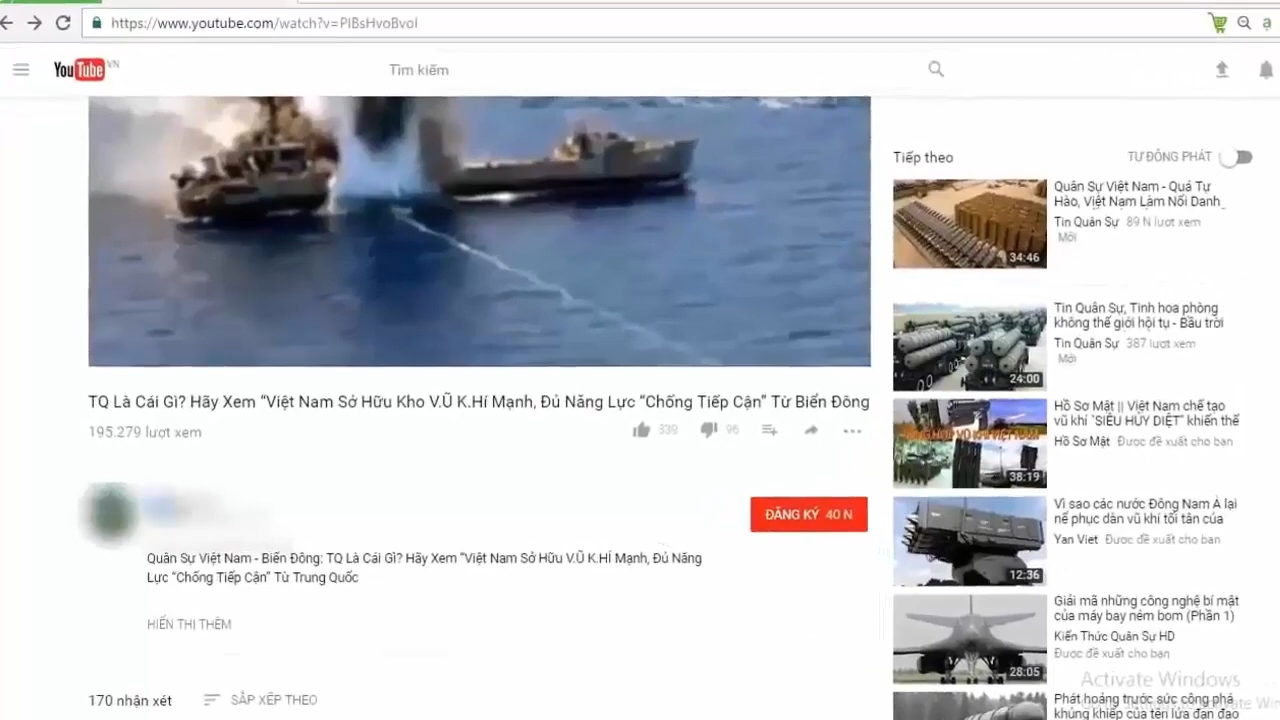 https://www.youtube.com/watch?v=PIBsHvoBvoI
YouTube VN
Tìm kiếm
Tiếp theo
TỰ ĐỘNG PHÁT
Quân Sự Việt Nam - Quá Tự
Hào, Việt Nam Làm Nổi Danh
Tin Quân Sự 89 N lượt xem
Mới
34:46
Tin Quân Sự, Tinh hoa phòng
không thế giới hội tụ - Bầu trời
Tin Quân Sự 387 lượt xem
Mới
24:00
TQ Là Cái Gì? Hãy Xem “Việt Nam Sở Hữu Kho V.Ũ K.Hí Mạnh, Đủ Năng Lực “Chống Tiếp Cận” Từ Biển Đông
195.279 lượt xem
339
96
Hồ Sơ Mật || Việt Nam chế tạo
vũ khí "SIÊU HỦY DIỆT" khiến thế
Hồ Sơ Mật Được đề xuất cho bạn
38:19
ĐĂNG KÝ 40 N
Vì sao các nước Đông Nam Á lại
nể phục dàn vũ khí tối tân của
Yan Viet Được đề xuất cho bạn
12:36
Quân Sự Việt Nam - Biển Đông: TQ Là Cái Gì? Hãy Xem “Việt Nam Sở Hữu V.Ũ K.HÍ Mạnh, Đủ Năng
Lực “Chống Tiếp Cận” Từ Trung Quốc
HIỂN THỊ THÊM
Giải mã những công nghệ bí mật
của máy bay ném bom (Phần 1)
Kiến Thức Quân Sự HD
Được đề xuất cho bạn
28:05
170 nhận xét
SẮP XẾP THEO
Activate Windows
Phát hoảng trước sức công phá
khủng khiếp của tên lửa đạn đạo